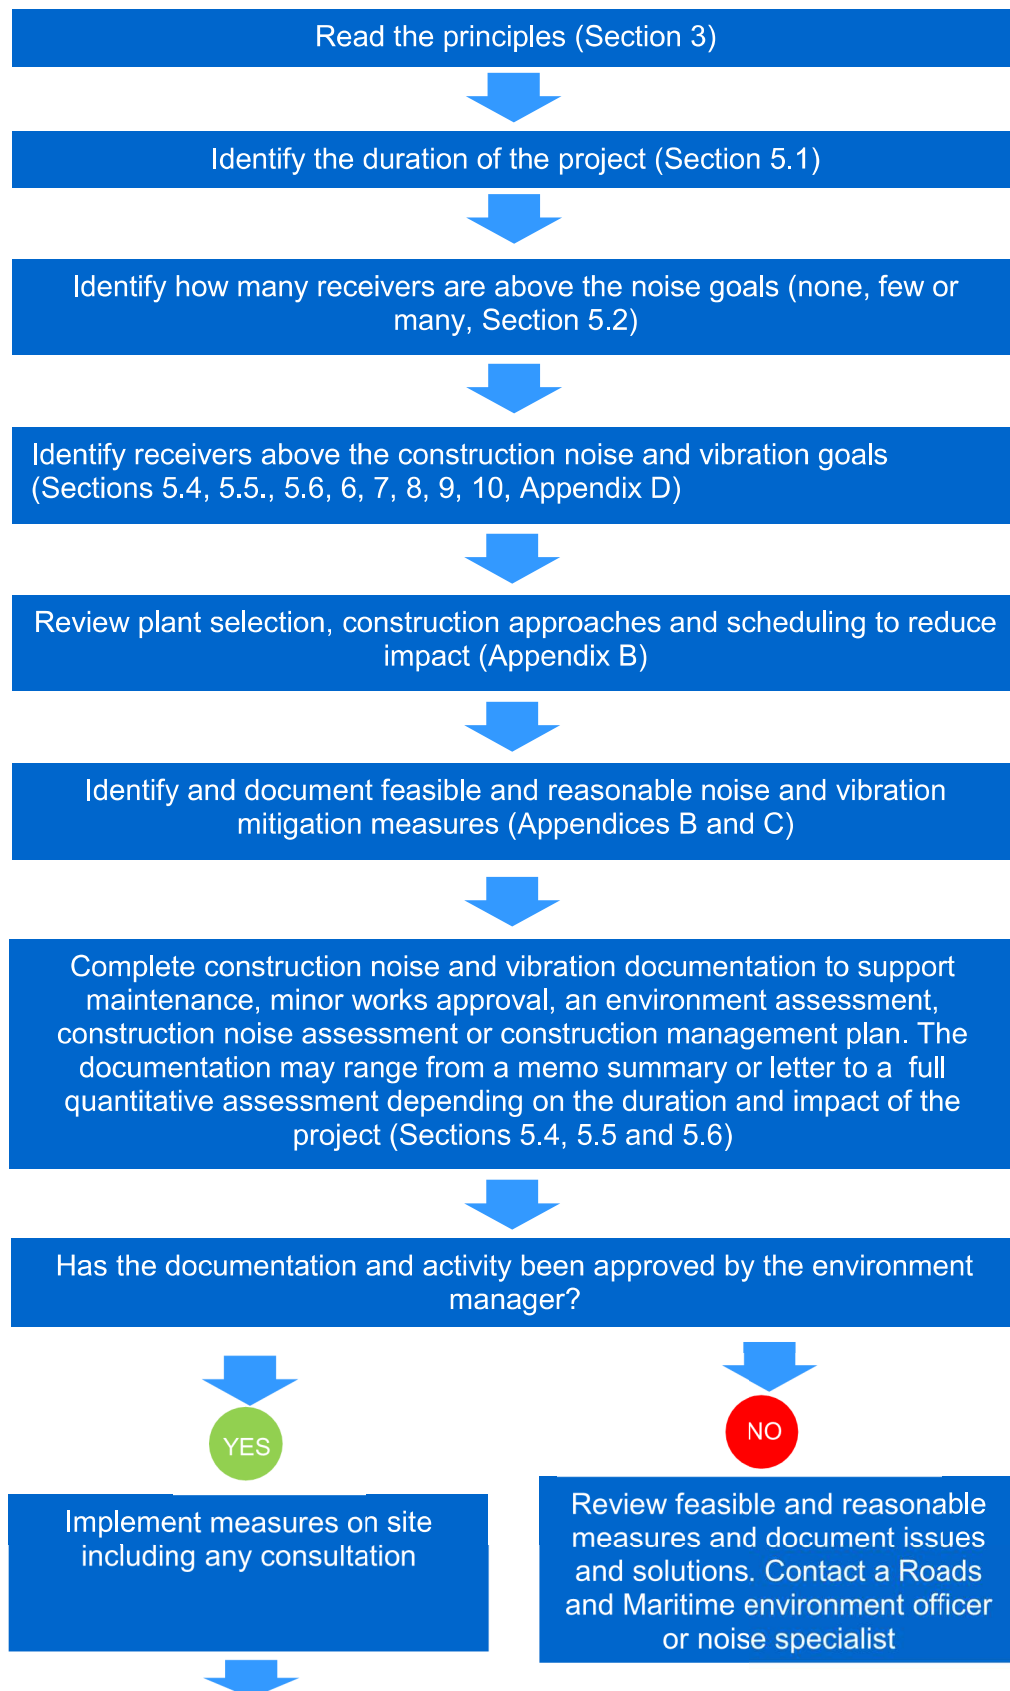 Read the principles (Section 3)
Identify the duration of the project (Section 5.1)
Identify how many receivers are above the noise goals (none, few or
many, Section 5.2)
Identify receivers above the construction noise and vibration goals
(Sections 5.4, 5.5., 5.6, 6, 7, 8, 9, 10, Appendix D)
Review plant selection, construction approaches and scheduling to reduce
impact (Appendix B)
Identify and document feasible and reasonable noise and vibration
mitigation measures (Appendices B and C)
Complete construction noise and vibration documentation to support
maintenance, minor works approval, an environment assessment,
construction noise assessment or construction management plan. The
documentation may range from a memo summary or letter to a full
quantitative assessment depending on the duration and impact of the
project (Sections 5.4, 5.5 and 5.6)
Has the documentation and activity been approved by the environment
manager?
YES
Implement measures on site
including any consultation
NO
Review feasible and reasonable
measures and document issues
and solutions. Contact a Roads
and Maritime environment officer
or noise specialist